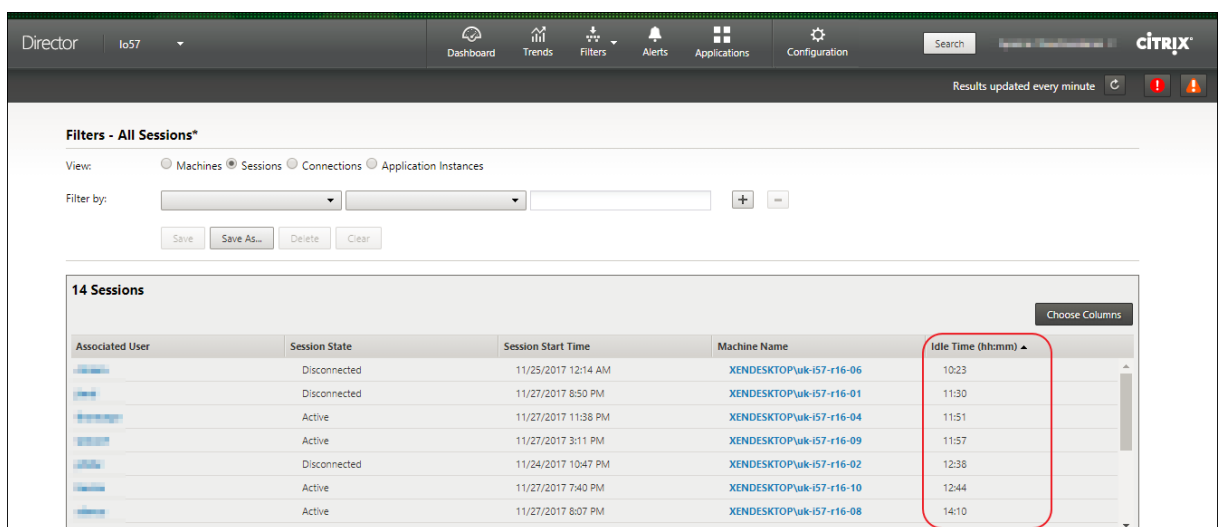 Director lo57 Dashboard Trends Filters Alerts Applications Configuration Search CİTRIX
Results updated every minute
Filters - All Sessions*
View: Machines Sessions Connections Application Instances
Filter by:
Save Save As... Delete Clear
14 Sessions
Choose Columns
Associated User Session State Session Start Time Machine Name Idle Time (hh:mm)
Disconnected 11/25/2017 12:14 AM XENDESKTOP\uk-i57-r16-06 10:23
Disconnected 11/27/2017 8:50 PM XENDESKTOP\uk-i57-r16-01 11:30
Active 11/27/2017 11:38 PM XENDESKTOP\uk-i57-r16-04 11:51
Active 11/27/2017 3:11 PM XENDESKTOP\uk-i57-r16-09 11:57
Disconnected 11/24/2017 10:47 PM XENDESKTOP\uk-i57-r16-02 12:38
Active 11/27/2017 7:40 PM XENDESKTOP\uk-i57-r16-10 12:44
Active 11/27/2017 8:07 PM XENDESKTOP\uk-i57-r16-08 14:10